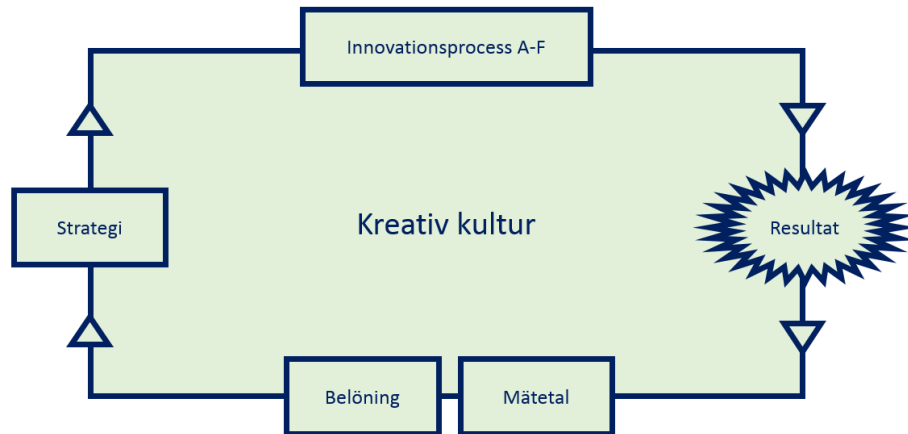 Innovationsprocess A-F
Strategi
Kreativ kultur
Resultat
Belöning
Mätetal